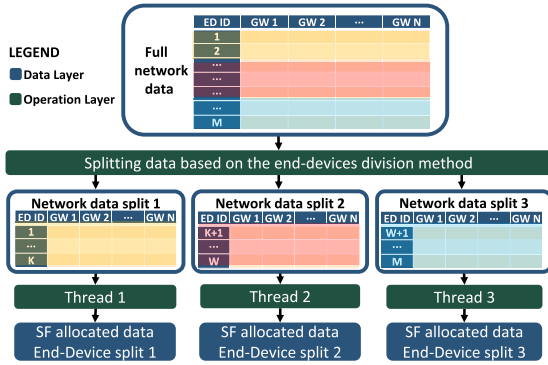 LEGEND
Data Layer
Operation Layer
Full
network
data
ED ID GW 1 GW 2 ... GW N
1
2
...
...
...
...
M
Splitting data based on the end-devices division method
Network data split 1
ED ID GW 1 GW 2 ... GW N
1
...
K
Network data split 2
ED ID GW 1 GW 2 ... GW N
K+1
...
W
Network data split 3
ED ID GW 1 GW 2 ... GW N
W+1
...
M
Thread 1
Thread 2
Thread 3
SF allocated data
End-Device split 1
SF allocated data
End-Device split 2
SF allocated data
End-Device split 3